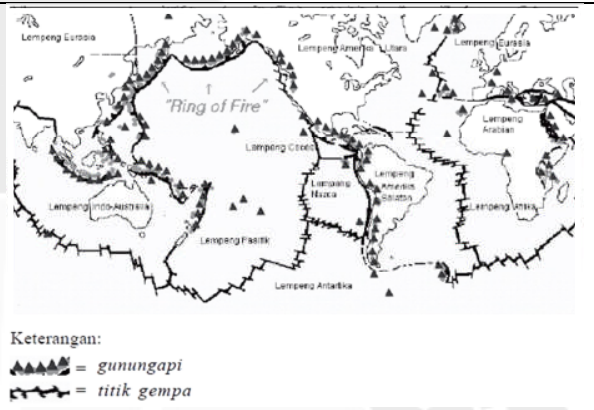 Lempeng Eurasia
Lempeng Amerika Utara
Lempeng Eurasia
"Ring of Fire"
Lempeng Arabian
Lempeng Cocos
Lempeng Nazca
Lempeng Amerika Selatan
Lempeng Indo-Australia
Lempeng Afrika
Lempeng Pasifik
Lempeng Antartika
Keterangan:
= gunungapi
= titik gempa